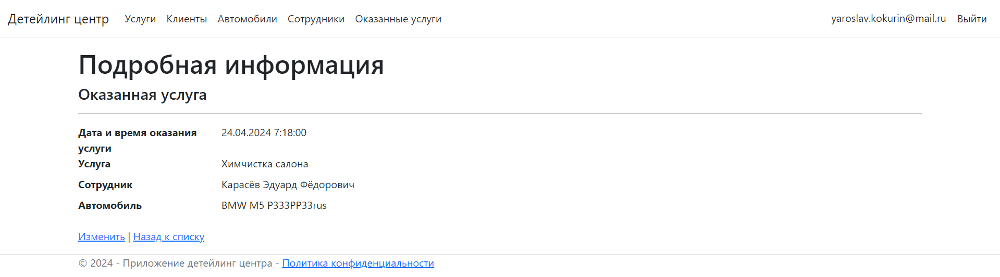 Детейлинг центр Услуги Клиенты Автомобили Сотрудники Оказанные услуги yaroslav.kokurin@mail.ru Выйти
Подробная информация
Оказанная услуга
Дата и время оказания услуги 24.04.2024 7:18:00
Услуга Химчистка салона
Сотрудник Карасёв Эдуард Фёдорович
Автомобиль BMW M5 Р333РР33rus
Изменить | Назад к списку
© 2024 - Приложение детейлинг центра - Политика конфиденциальности